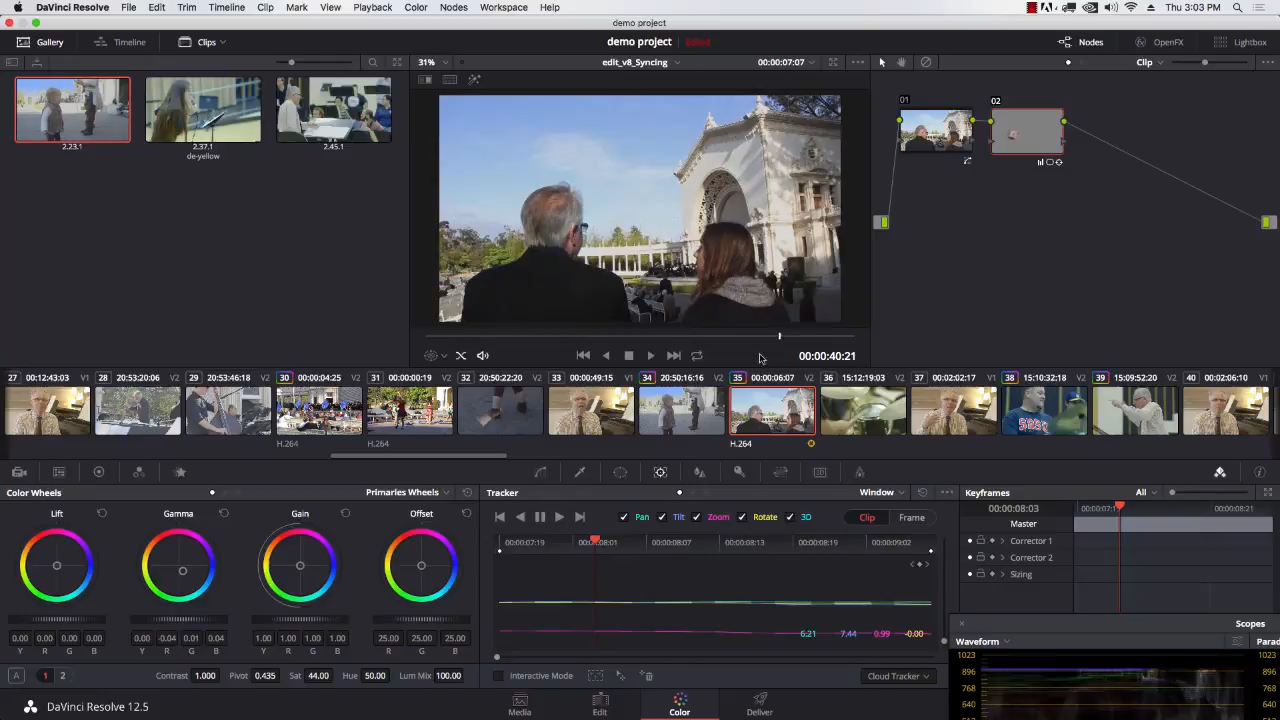 DaVinci Resolve File Edit Trim Timeline Clip Mark View Playback Color Nodes Workspace Help Thu 3:03 PM
demo project
Gallery Timeline Clips demo project Edited Nodes OpenFX Lightbox
31% edit_v8_Syncing 00:00:07:07 Clip
2.23.1 2.37.1 2.45.1
de-yellow
01 02
00:00:40:21
27 00:12:43:03 V1 28 20:53:20:06 V2 29 20:53:46:18 V2 30 00:00:04:25 V1 31 00:00:19:00 V2 32 20:50:22:20 V2 33 00:00:49:15 V1 34 20:50:16:16 V2 35 00:00:06:07 V2 36 15:12:19:03 V2 37 00:02:02:17 V1 38 15:10:32:18 V2 39 15:09:52:20 V2 40 00:02:06:10 V1
H.264 H.264 H.264
Color Wheels Primaries Wheels Tracker Window Keyframes All
Lift Gamma Gain Offset
Pan Tilt Zoom Rotate 3D Clip Frame
00:00:08:03 00:00:08:21
Master
Corrector 1
Corrector 2
Sizing
00:00:07:19 00:00:08:01 00:00:08:07 00:00:08:13 00:00:08:19 00:00:09:02
6.21 7.44 0.99 -0.00
0.00 0.00 0.00 0.00 0.00 -0.04 0.01 0.04 1.00 1.00 1.00 1.00 25.00 25.00 25.00
Y R G B Y R G B Y R G B R G B
A 1 2 Contrast 1.000 Pivot 0.435 Sat 44.00 Hue 50.00 Lum Mix 100.00
Interactive Mode Cloud Tracker
Scopes
Waveform Parad
1023
896
768
640
1023
896
768
640
512
DaVinci Resolve 12.5
Media Edit Color Deliver